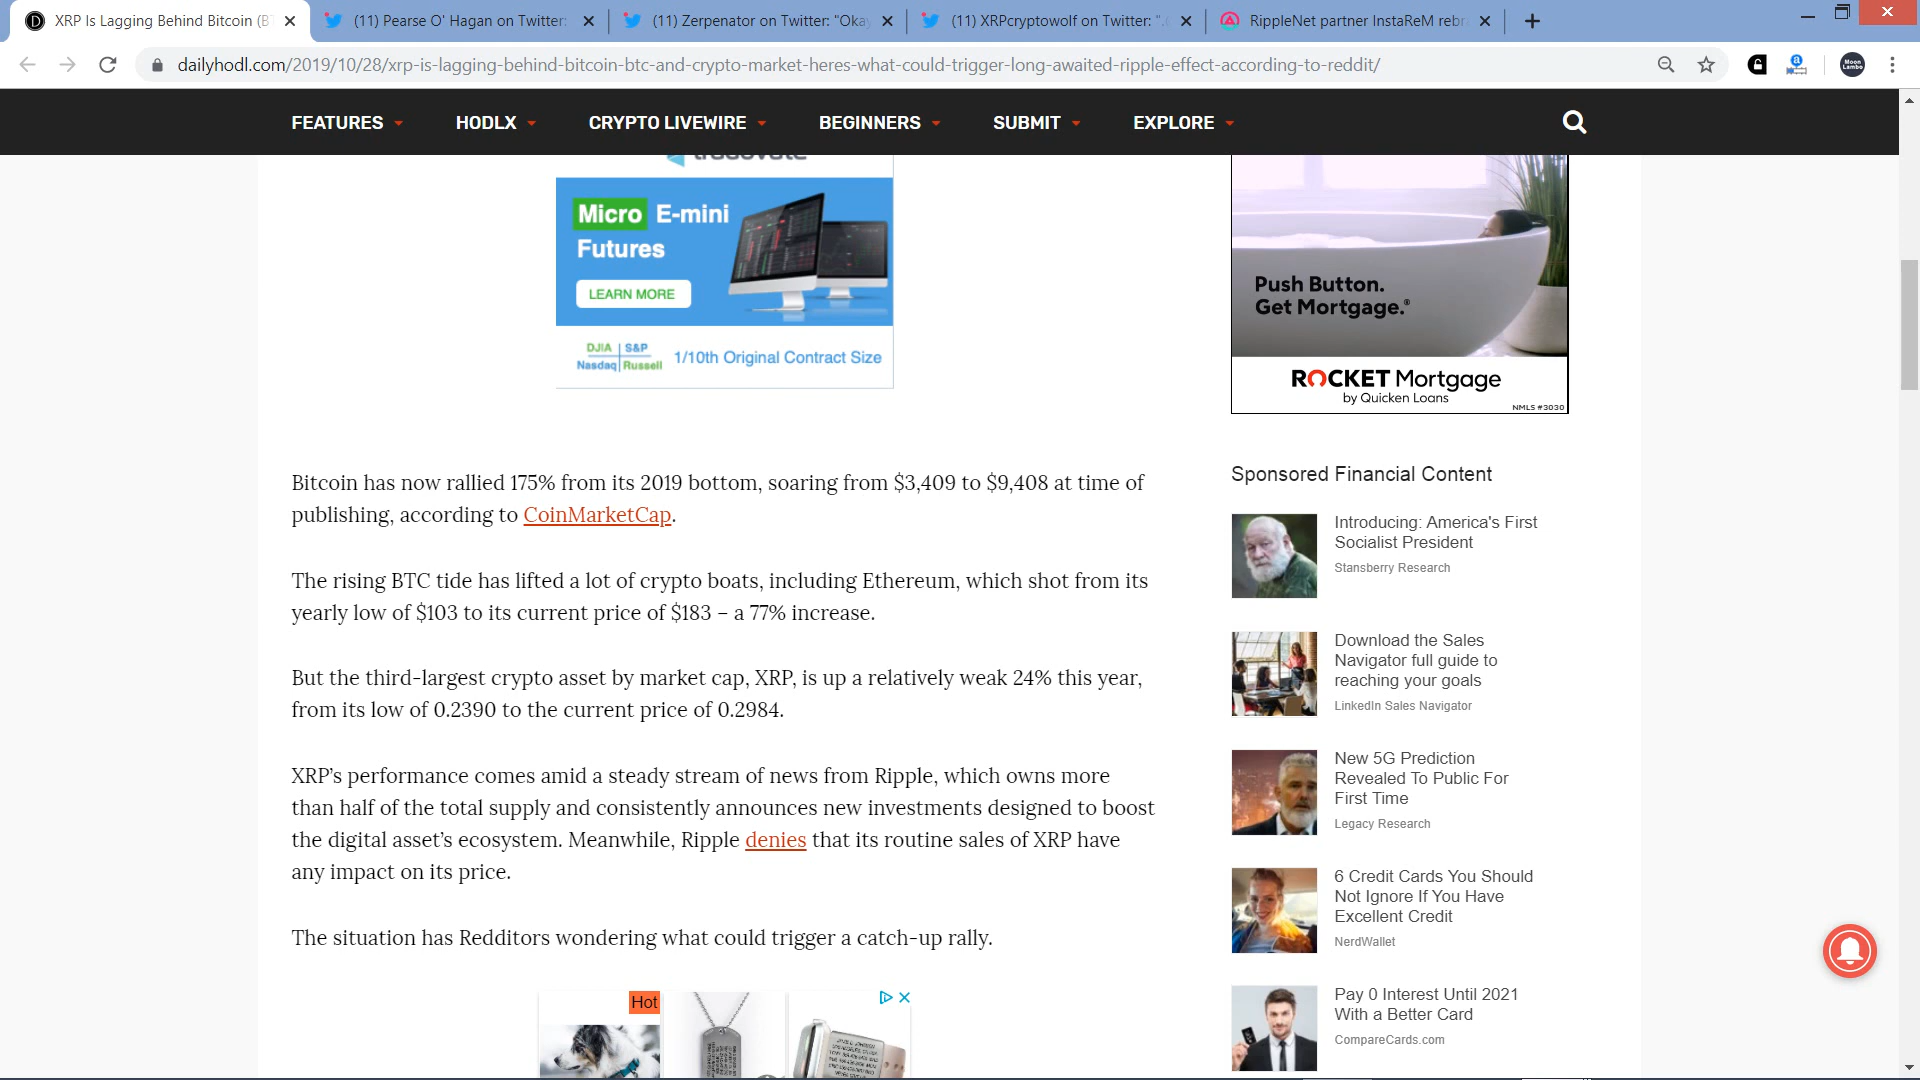 XRP Is Lagging Behind Bitcoin (BT
(11) Pearse O' Hagan on Twitter:
(11) Zerpenator on Twitter: "Okay
(11) XRPcryptowolf on Twitter: ".
RippleNet partner InstaReM rebr
dailyhodl.com/2019/10/28/xrp-is-lagging-behind-bitcoin-btc-and-crypto-market-heres-what-could-trigger-long-awaited-ripple-effect-according-to-reddit/
Moon
Lambo
FEATURES
HODLX
CRYPTO LIVEWIRE
BEGINNERS
SUBMIT
EXPLORE
tradovate
Micro E-mini
Futures
LEARN MORE
DJIA | S&P
Nasdaq | Russell
1/10th Original Contract Size
Push Button.
Get Mortgage.®
ROCKET Mortgage
by Quicken Loans
NMLS #3030
Bitcoin has now rallied 175% from its 2019 bottom, soaring from $3,409 to $9,408 at time of
publishing, according to CoinMarketCap.
The rising BTC tide has lifted a lot of crypto boats, including Ethereum, which shot from its
yearly low of $103 to its current price of $183 – a 77% increase.
But the third-largest crypto asset by market cap, XRP, is up a relatively weak 24% this year,
from its low of 0.2390 to the current price of 0.2984.
XRP’s performance comes amid a steady stream of news from Ripple, which owns more
than half of the total supply and consistently announces new investments designed to boost
the digital asset’s ecosystem. Meanwhile, Ripple denies that its routine sales of XRP have
any impact on its price.
The situation has Redditors wondering what could trigger a catch-up rally.
Hot
Sponsored Financial Content
Introducing: America's First
Socialist President
Stansberry Research
Download the Sales
Navigator full guide to
reaching your goals
LinkedIn Sales Navigator
New 5G Prediction
Revealed To Public For
First Time
Legacy Research
6 Credit Cards You Should
Not Ignore If You Have
Excellent Credit
NerdWallet
Pay 0 Interest Until 2021
With a Better Card
CompareCards.com